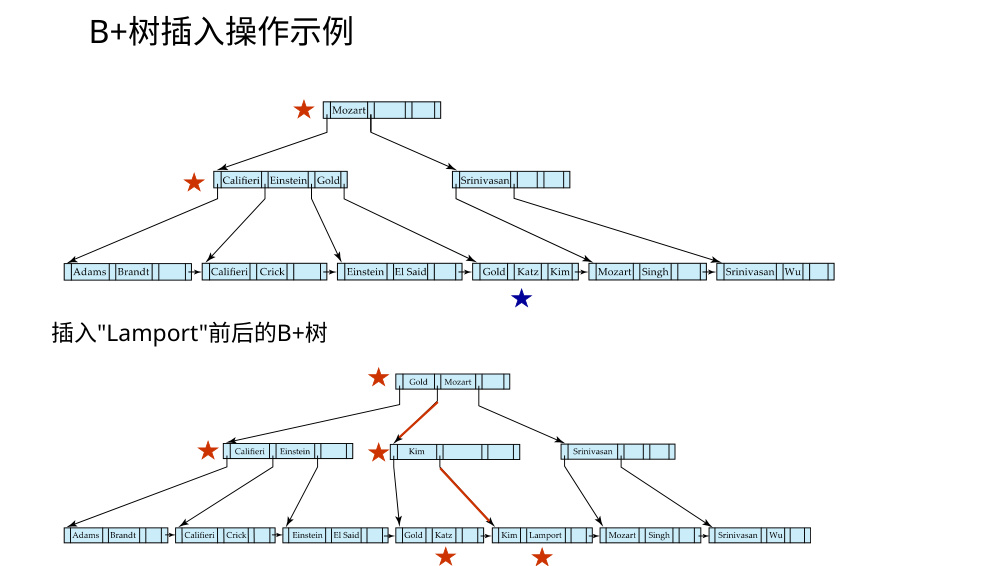 B+树插入操作示例
Mozart
Califieri Einstein Gold Srinivasan
Adams Brandt Califieri Crick Einstein El Said Gold Katz Kim Mozart Singh Srinivasan Wu
插入"Lamport"前后的B+树
Gold Mozart
Califieri Einstein Kim Srinivasan
Adams Brandt Califieri Crick Einstein El Said Gold Katz Kim Lamport Mozart Singh Srinivasan Wu